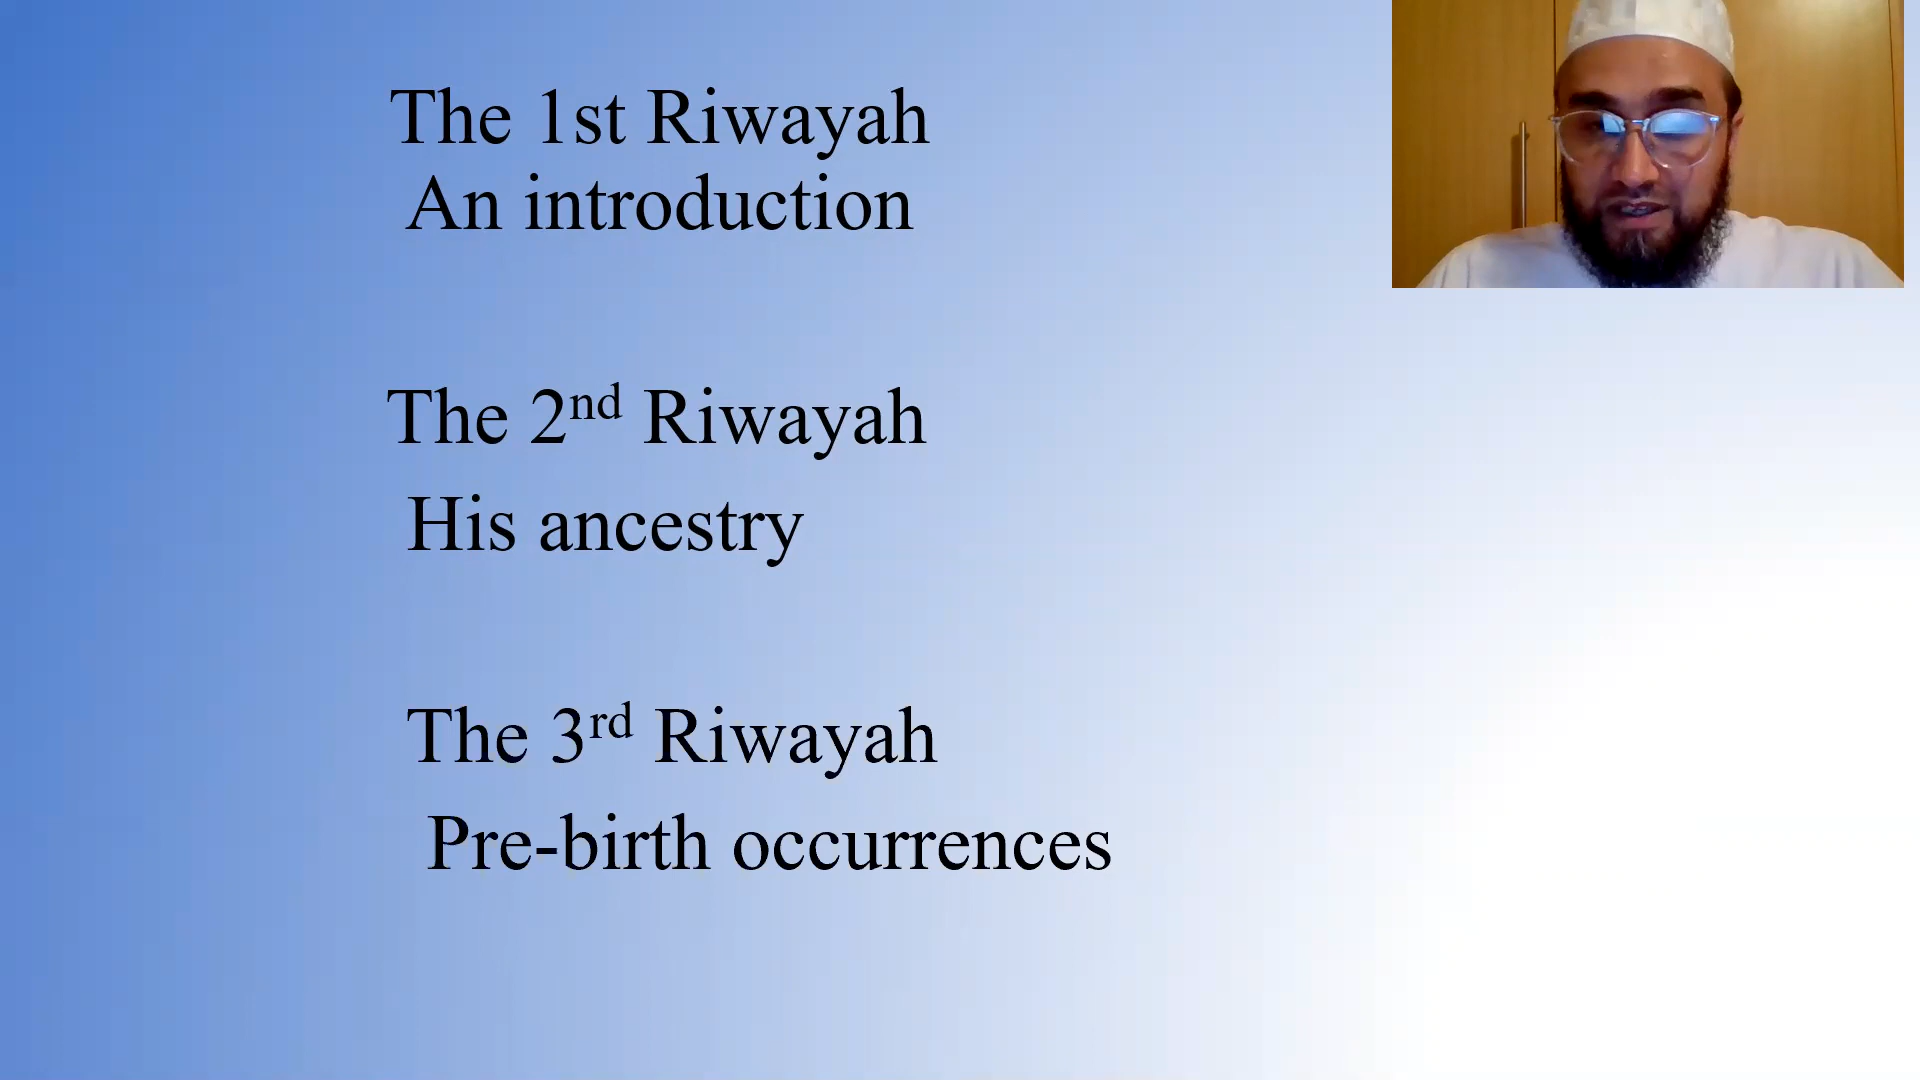 The 1st Riwayah
An introduction
The 2nd Riwayah
His ancestry
The 3rd Riwayah
Pre-birth occurrences